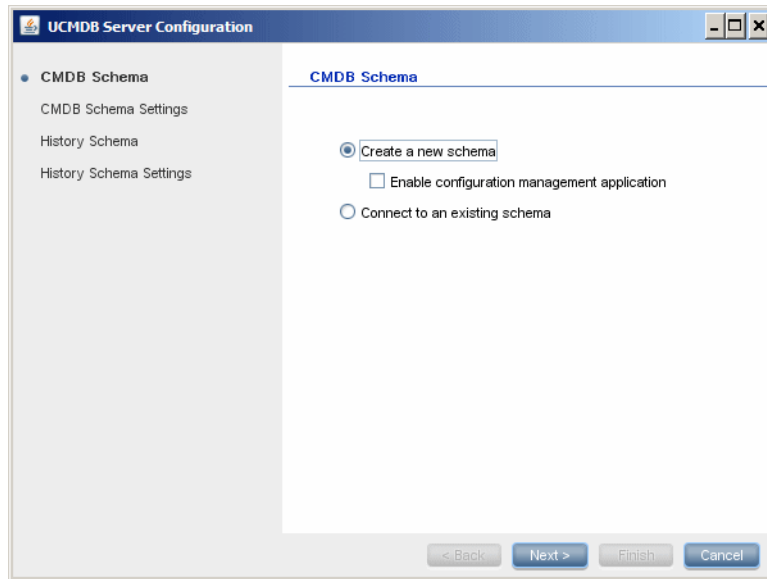 UCMDB Server Configuration
CMDB Schema
CMDB Schema Settings
History Schema
History Schema Settings
CMDB Schema
Create a new schema
Enable configuration management application
Connect to an existing schema
< Back Next > Finish Cancel